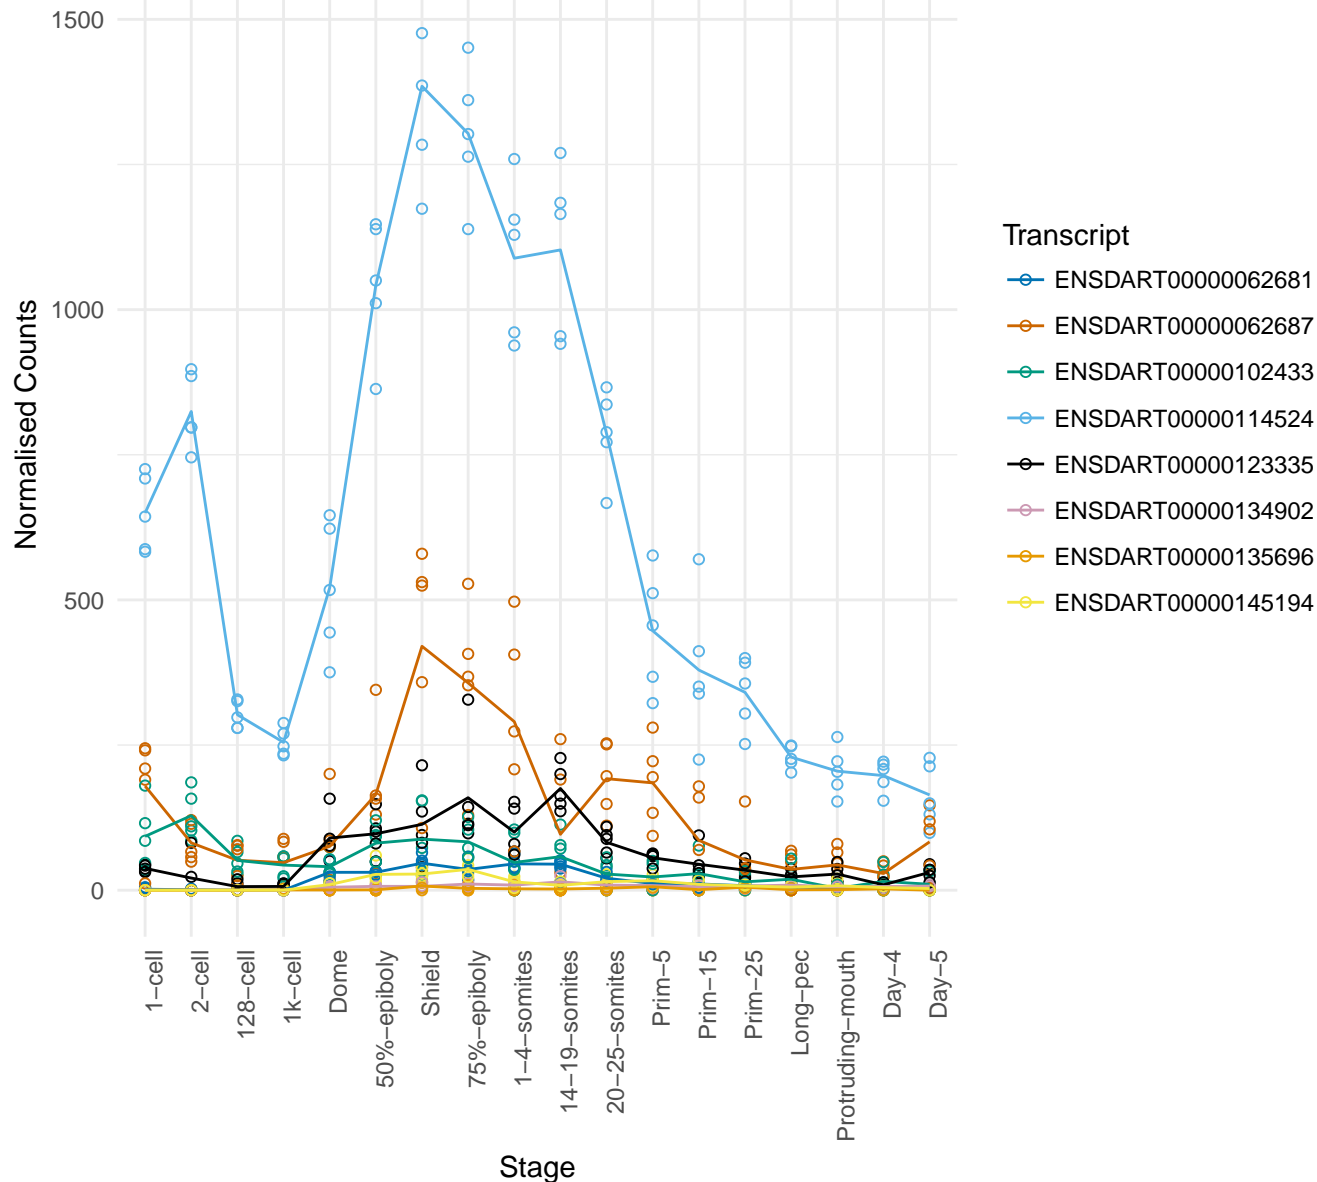 1500
1000
500
0
Normalised Counts
1−cell
2−cell
128−cell
1k−cell
Dome
50%−epiboly
Shield
75%−epiboly
1−4−somites
14−19−somites
20−25−somites
Prim−5
Prim−15
Prim−25
Long−pec
Protruding−mouth
Day−4
Day−5
Stage
Transcript
ENSDART00000062681
ENSDART00000062687
ENSDART00000102433
ENSDART00000114524
ENSDART00000123335
ENSDART00000134902
ENSDART00000135696
ENSDART00000145194